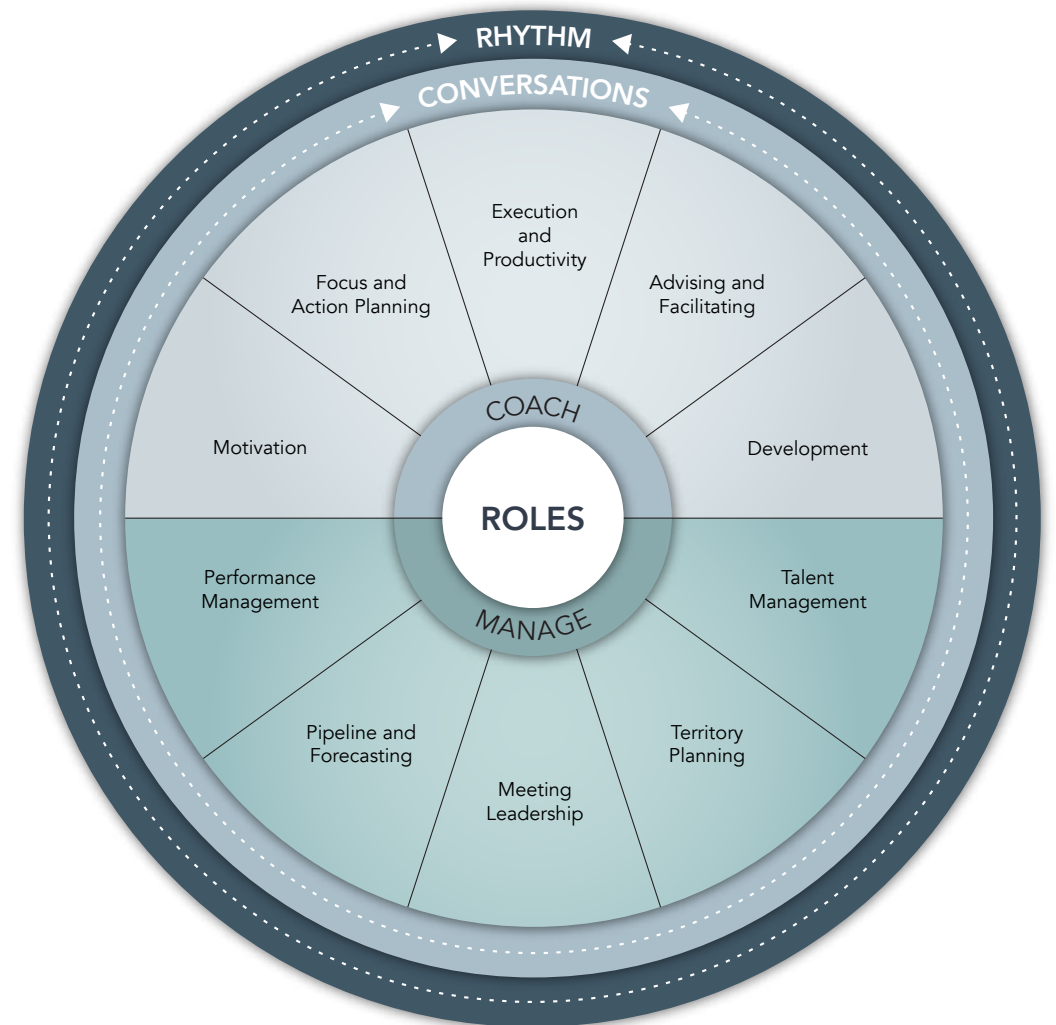 RHYTHM
CONVERSATIONS
Execution
and
Productivity
Focus and
Action Planning
Advising and
Facilitating
Motivation
Development
COACH
ROLES
MANAGE
Performance
Management
Talent
Management
Pipeline and
Forecasting
Territory
Planning
Meeting
Leadership